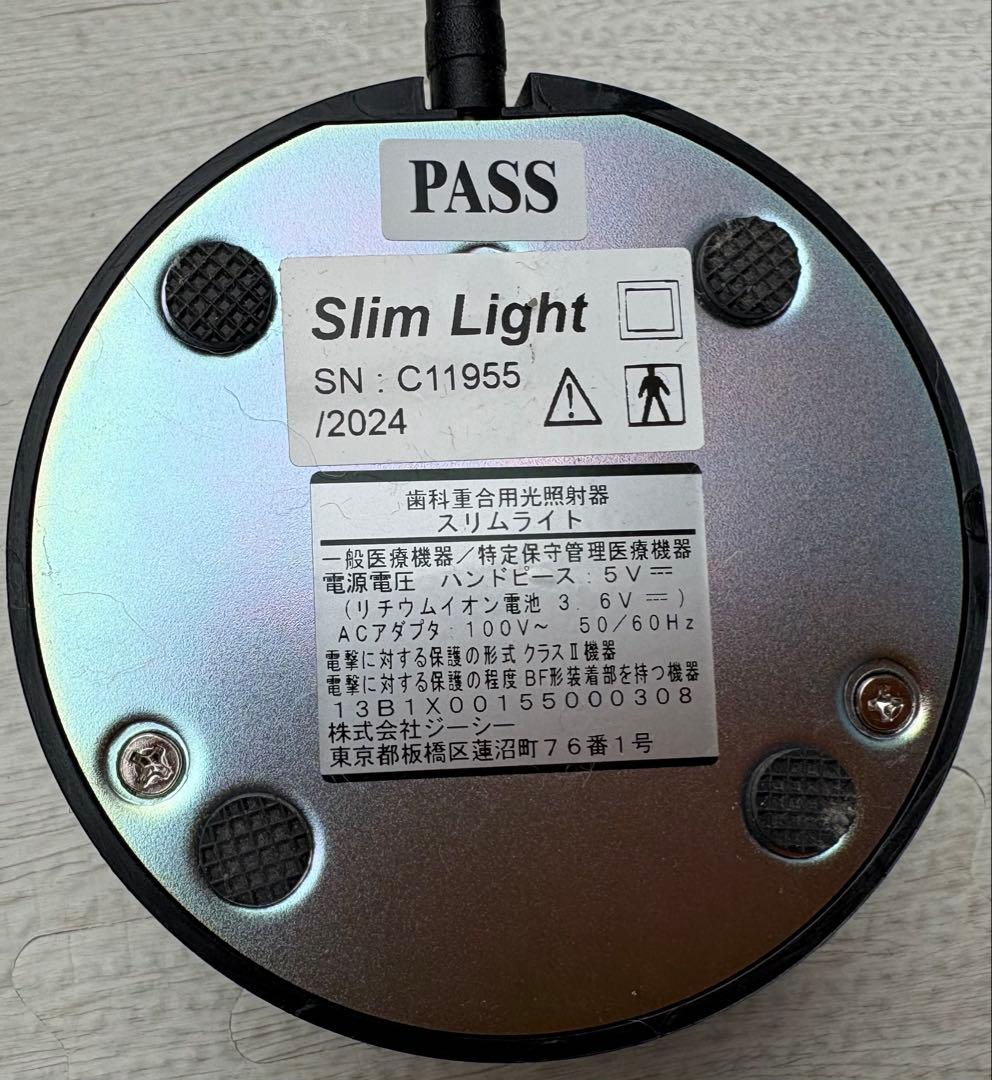 PASS
Slim Light
SN : C11955
/2024
歯科重合用光照射器
スリムライト
一般医療機器／特定保守管理医療機器
電源電圧　ハンドピース：５Ｖ⎓
（リチウムイオン電池　３．６Ｖ⎓）
ＡＣアダプタ：１００Ｖ～　５０／６０Ｈｚ
電撃に対する保護の形式 クラスⅡ機器
電撃に対する保護の程度 ＢＦ形装着部を持つ機器
１３Ｂ１Ｘ００１５５０００３０８
株式会社ジーシー
東京都板橋区蓮沼町７６番１号